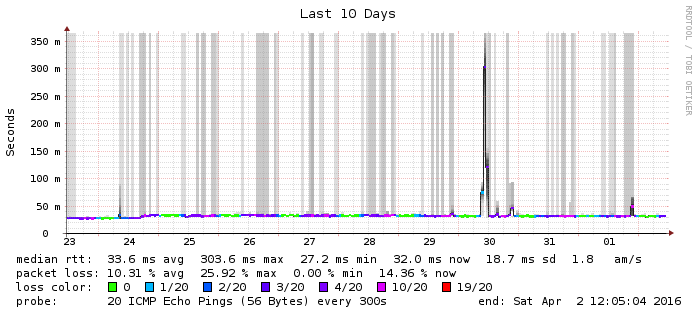 Last 10 Days
RRDTOOL / TOBI OETIKER
Seconds
350 m
300 m
250 m
200 m
150 m
100 m
50 m
0
23 24 25 26 27 28 29 30 31 01
median rtt: 33.6 ms avg 303.6 ms max 27.2 ms min 32.0 ms now 18.7 ms sd 1.8 am/s
packet loss: 10.31 % avg 25.92 % max 0.00 % min 14.36 % now
loss color: 0 1/20 2/20 3/20 4/20 10/20 19/20
probe: 20 ICMP Echo Pings (56 Bytes) every 300s end: Sat Apr 2 12:05:04 2016